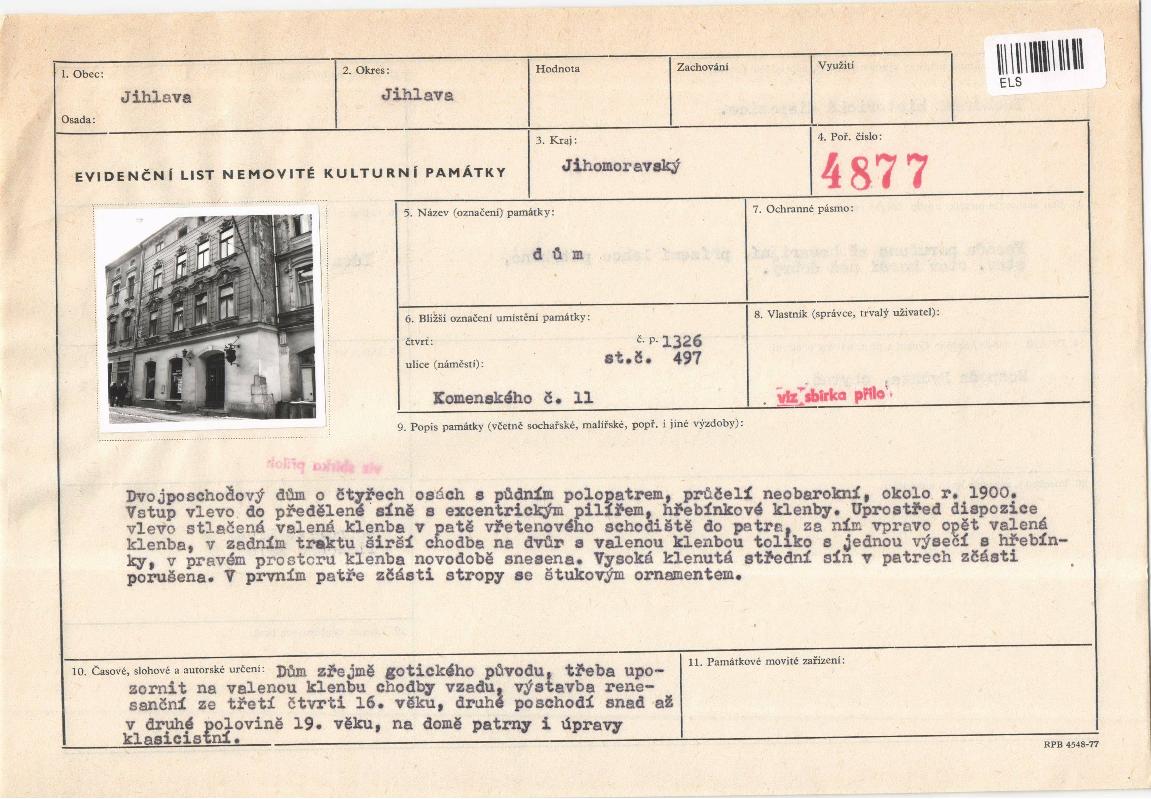 ELS
1. Obec:
Jihlava
Osada:
2. Okres:
Jihlava
Hodnota
Zachování
Využití
EVIDENČNÍ LIST NEMOVITÉ KULTURNÍ PAMÁTKY
3. Kraj:
Jihomoravský
4. Poř. číslo:
4877
5. Název (označení) památky:
dům
7. Ochranné pásmo:
6. Bližší označení umístění památky:
čtvrť: č. p. 1326
ulice (náměstí): st.č. 497
Komenského č. 11
8. Vlastník (správce, trvalý uživatel):
viz sbírka přílo
9. Popis památky (včetně sochařské, malířské, popř. i jiné výzdoby):
viz sbírka příloh
Dvojposchoďový dům o čtyřech osách s půdním polopatrem, průčelí neobarokní, okolo r. 1900.
Vstup vlevo do předělené síně s excentrickým pilířem, hřebínkové klenby. Uprostřed dispozice
vlevo stlačená valená klenba v patě vřetenového schodiště do patra, za ním vpravo opět valená
klenba, v zadním traktu širší chodba na dvůr s valenou klenbou toliko s jednou výsečí s hřebín-
ky, v pravém prostoru klenba novodobě snesena. Vysoká klenutá střední síň v patrech zčásti
porušena. V prvním patře zčásti stropy se štukovým ornamentem.
10. Časové, slohové a autorské určení: Dům zřejmě gotického původu, třeba upo-
zornit na valenou klenbu chodby vzadu, výstavba rene-
sanční ze třetí čtvrti 16. věku, druhé poschodí snad až
v druhé polovině 19. věku, na domě patrny i úpravy
klasicistní.
11. Památkové movité zařízení:
RPB 4548-77